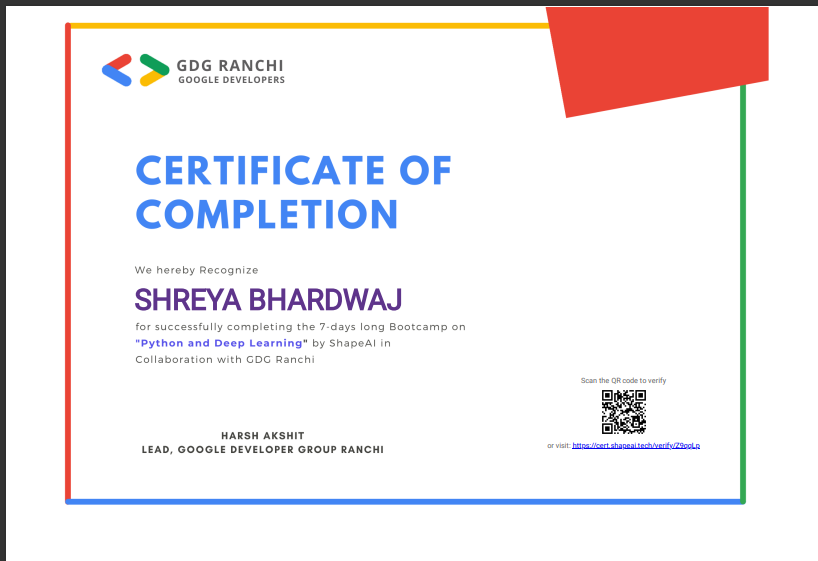 GDG RANCHI
GOOGLE DEVELOPERS
CERTIFICATE OF
COMPLETION
We hereby Recognize
SHREYA BHARDWAJ
for successfully completing the 7-days long Bootcamp on
"Python and Deep Learning" by ShapeAI in
Collaboration with GDG Ranchi
Scan the QR code to verify
HARSH AKSHIT
LEAD, GOOGLE DEVELOPER GROUP RANCHI
or visit: https://cert.shapeai.tech/verify/Z9qqLp